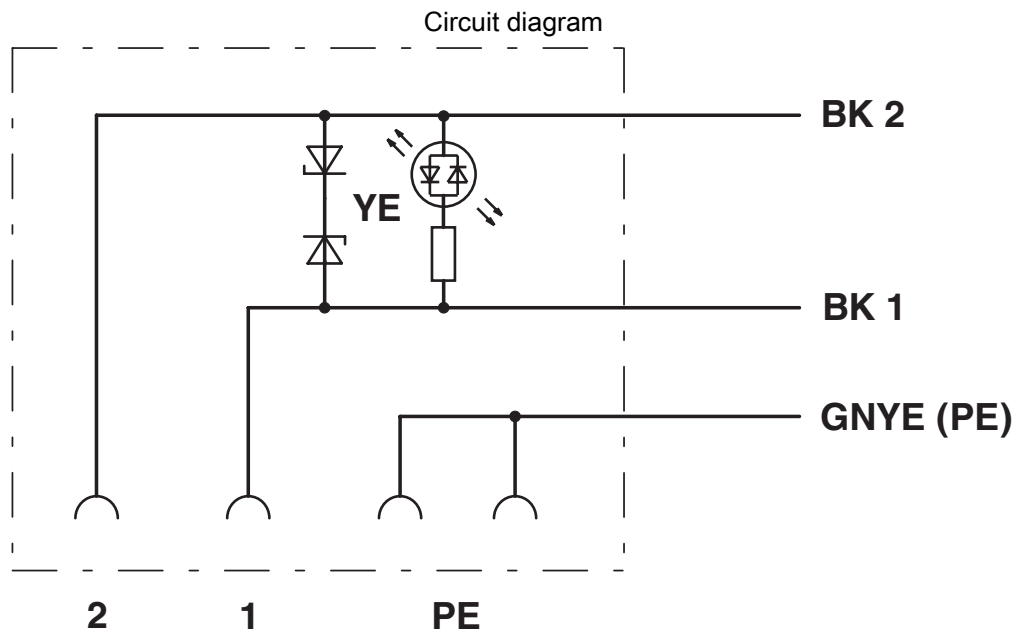 Circuit diagram
BK 2
YE
BK 1
GNYE (PE)
2 1 PE